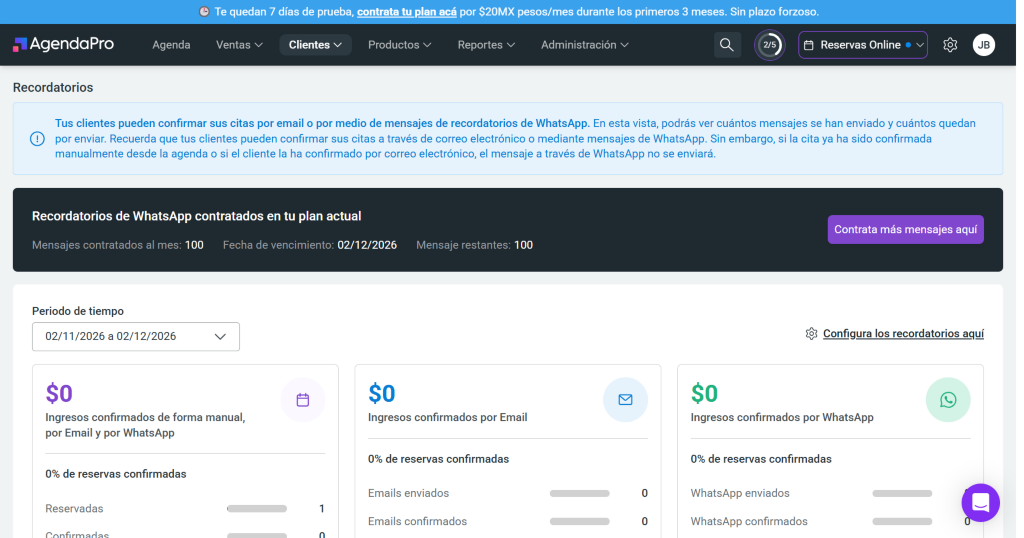 Te quedan 7 días de prueba, contrata tu plan acá por $20MX pesos/mes durante los primeros 3 meses. Sin plazo forzoso.
AgendaPro
Agenda
Ventas
Clientes
Productos
Reportes
Administración
2/5
Reservas Online
JB
Recordatorios
Tus clientes pueden confirmar sus citas por email o por medio de mensajes de recordatorios de WhatsApp. En esta vista, podrás ver cuántos mensajes se han enviado y cuántos quedan
por enviar. Recuerda que tus clientes pueden confirmar sus citas a través de correo electrónico o mediante mensajes de WhatsApp. Sin embargo, si la cita ya ha sido confirmada
manualmente desde la agenda o si el cliente la ha confirmado por correo electrónico, el mensaje a través de WhatsApp no se enviará.
Recordatorios de WhatsApp contratados en tu plan actual
Mensajes contratados al mes: 100
Fecha de vencimiento: 02/12/2026
Mensaje restantes: 100
Contrata más mensajes aquí
Periodo de tiempo
02/11/2026 a 02/12/2026
Configura los recordatorios aquí
$0
Ingresos confirmados de forma manual,
por Email y por WhatsApp
0% de reservas confirmadas
Reservadas 1
Confirmadas 0
$0
Ingresos confirmados por Email
0% de reservas confirmadas
Emails enviados 0
Emails confirmados 0
$0
Ingresos confirmados por WhatsApp
0% de reservas confirmadas
WhatsApp enviados
WhatsApp confirmados 0